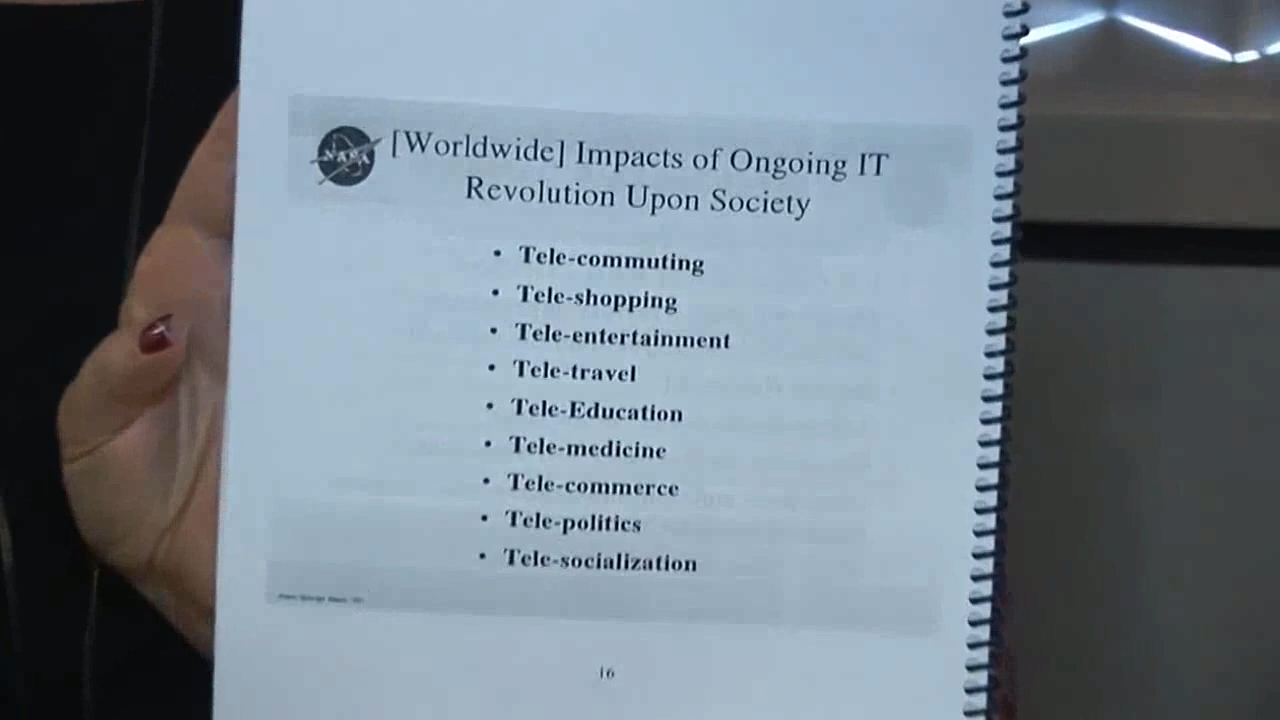 NASA
[Worldwide] Impacts of Ongoing IT
Revolution Upon Society
• Tele-commuting
• Tele-shopping
• Tele-entertainment
• Tele-travel
• Tele-Education
• Tele-medicine
• Tele-commerce
• Tele-politics
• Tele-socialization
16